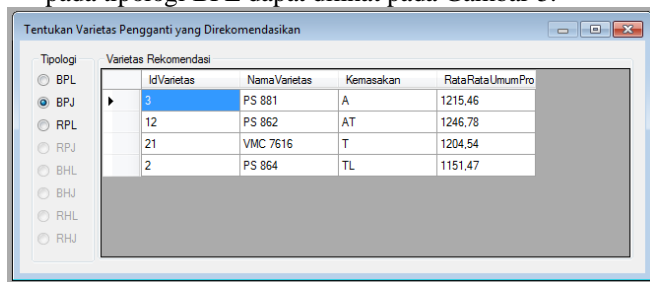 pada tipologi BPL dapat dilihat pada Gambar 3.
Tentukan Varietas Pengganti yang Direkomendasikan
Tipologi
Varietas Rekomendasi
BPL
BPJ
RPL
RPJ
BHL
BHJ
RHL
RHJ
IdVarietas NamaVarietas Kemasakan RataRataUmumPro
3 PS 881 A 1215,46
12 PS 862 AT 1246,78
21 VMC 7616 T 1204,54
2 PS 864 TL 1151,47